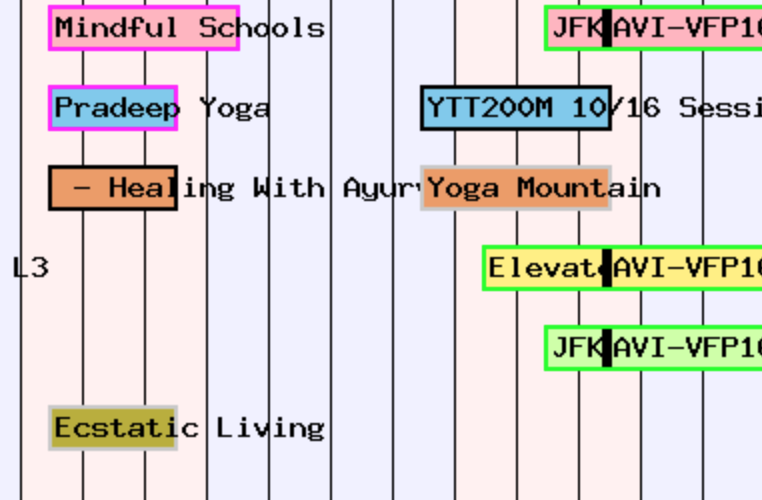 Mindful Schools JFK AVI-VFP1
Pradeep Yoga YTT200M 10/16 Sessi
- Healing With Ayur Yoga Mountain
L3 Elevat AVI-VFP1
JFK AVI-VFP1
Ecstatic Living